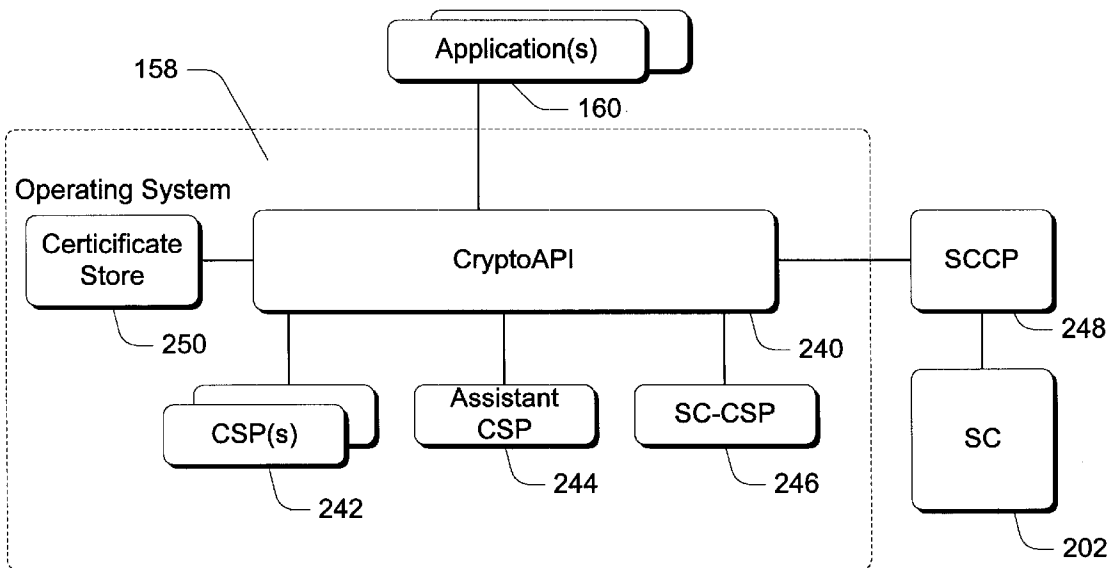 Application(s)
158
160
Operating System
Certicificate
Store
CryptoAPI
SCCP
250
240
248
CSP(s)
Assistant
CSP
SC-CSP
SC
242
244
246
202